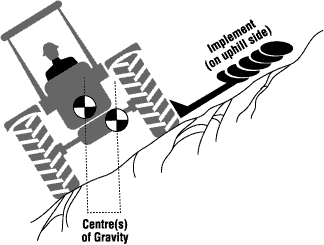 Implement
(on uphill side)
Centre(s)
of Gravity